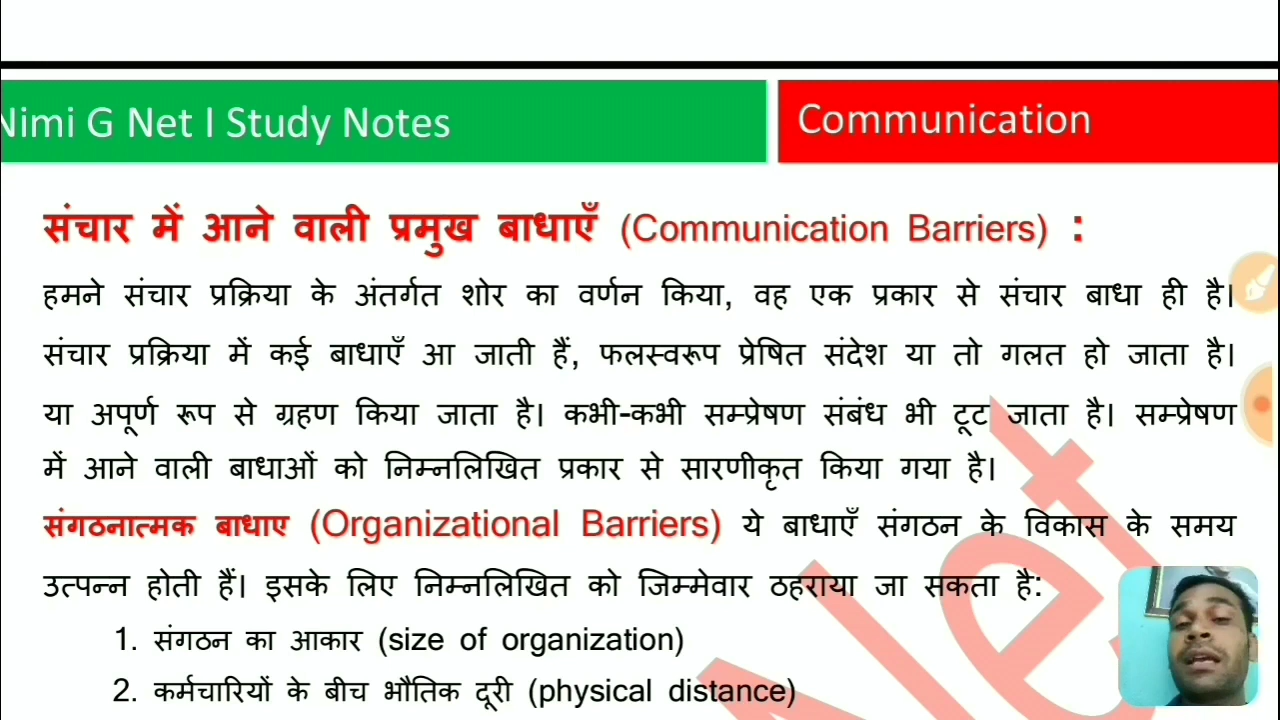 Nimi G Net I Study Notes
Communication
संचार में आने वाली प्रमुख बाधाएँ (Communication Barriers) :
हमने संचार प्रक्रिया के अंतर्गत शोर का वर्णन किया, वह एक प्रकार से संचार बाधा ही है।
संचार प्रक्रिया में कई बाधाएँ आ जाती हैं, फलस्वरूप प्रेषित संदेश या तो गलत हो जाता है।
या अपूर्ण रूप से ग्रहण किया जाता है। कभी-कभी सम्प्रेषण संबंध भी टूट जाता है। सम्प्रेषण
में आने वाली बाधाओं को निम्नलिखित प्रकार से सारणीकृत किया गया है।
संगठनात्मक बाधाए (Organizational Barriers) ये बाधाएँ संगठन के विकास के समय
उत्पन्न होती हैं। इसके लिए निम्नलिखित को जिम्मेवार ठहराया जा सकता है:
1. संगठन का आकार (size of organization)
2. कर्मचारियों के बीच भौतिक दूरी (physical distance)
Net